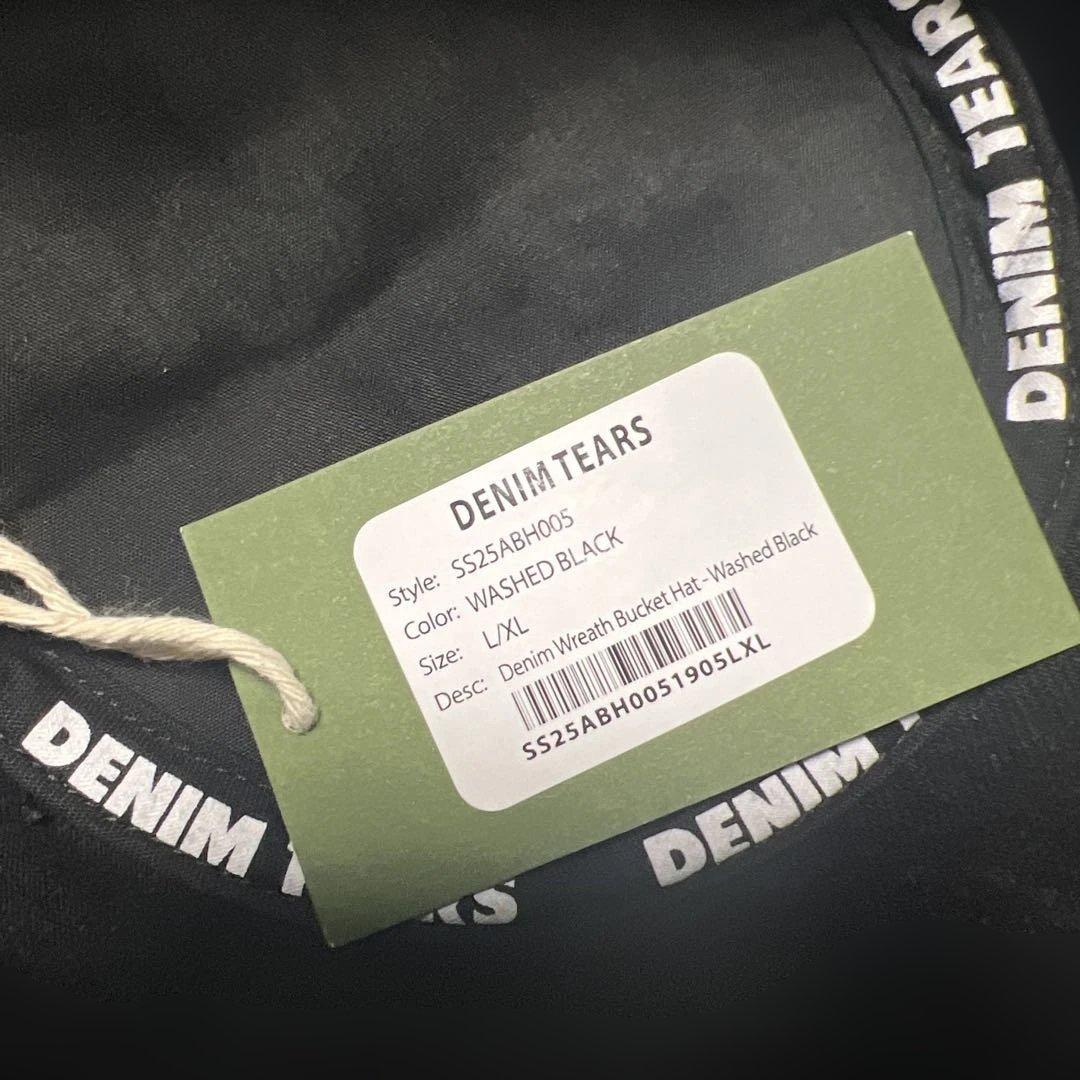 DENIM TEARS
DENIM TEARS
Style: SS25ABH005
Color: WASHED BLACK
Size: L/XL
Desc: Denim Wreath Bucket Hat - Washed Black
SS25ABH0051905LXL
DENIM
DENIM